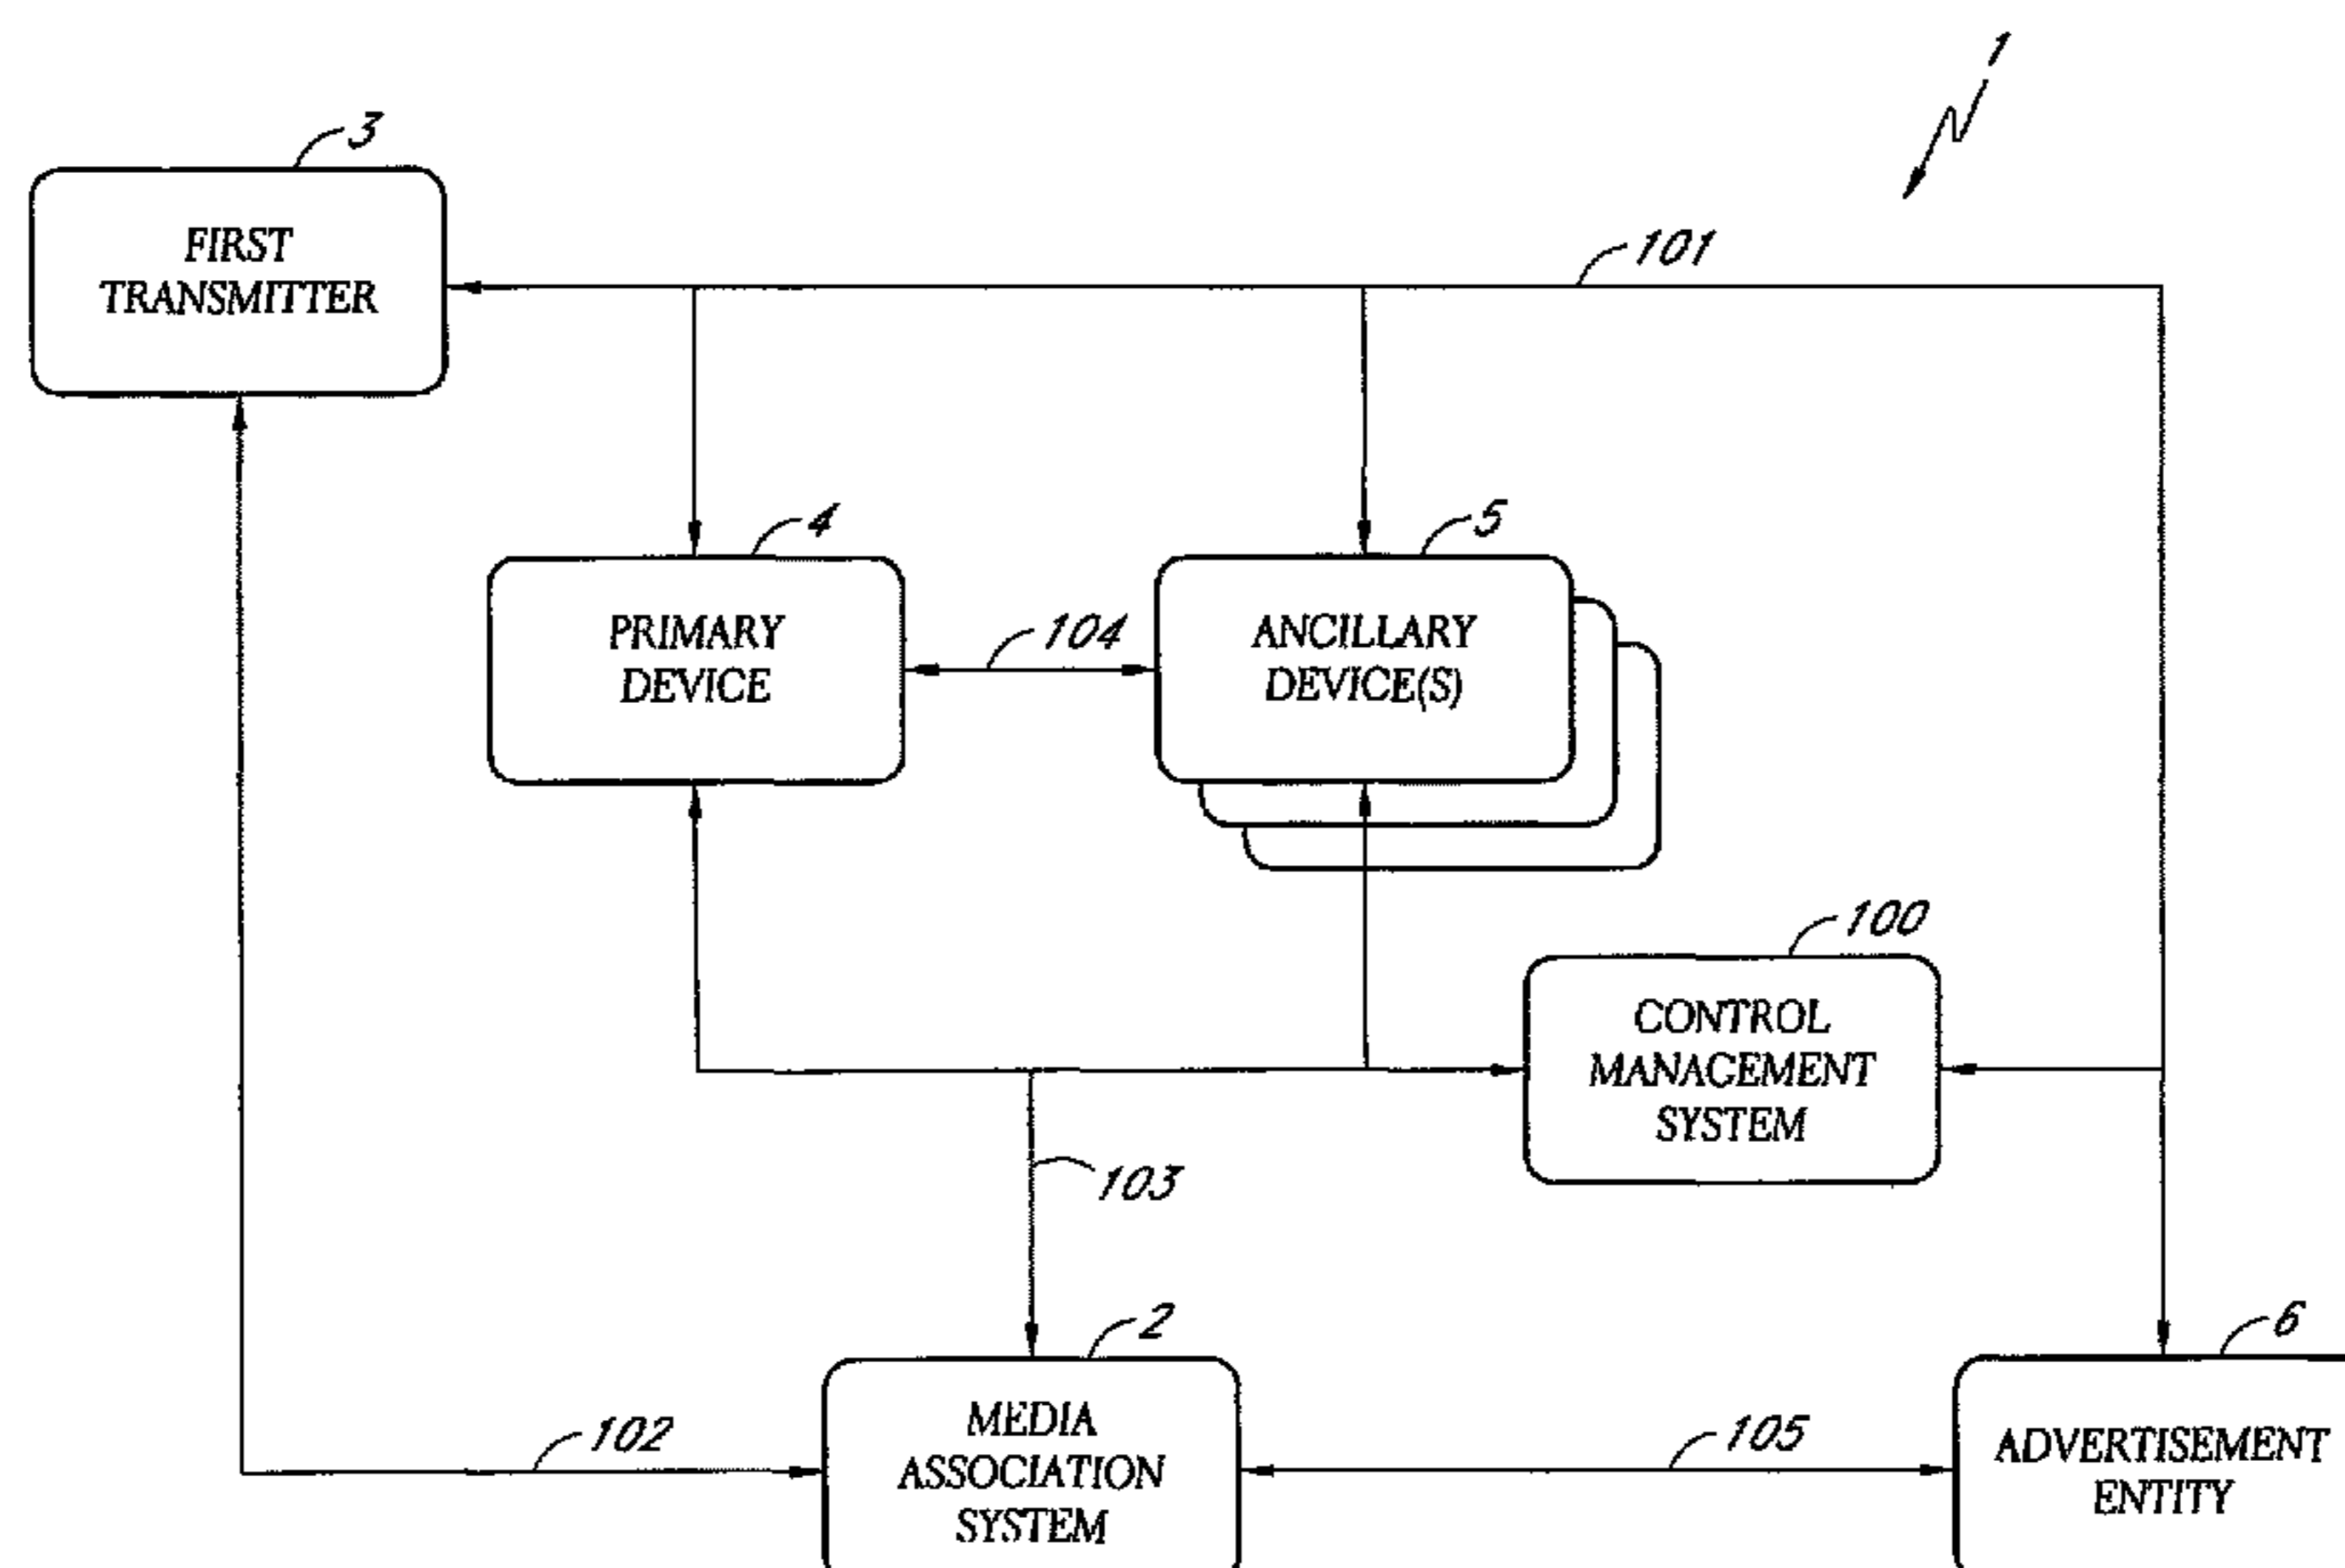 1
3
FIRST
TRANSMITTER
101
4
PRIMARY
DEVICE
104
5
ANCILLARY
DEVICE(S)
100
CONTROL
MANAGEMENT
SYSTEM
103
2
MEDIA
ASSOCIATION
SYSTEM
102
105
6
ADVERTISEMENT
ENTITY